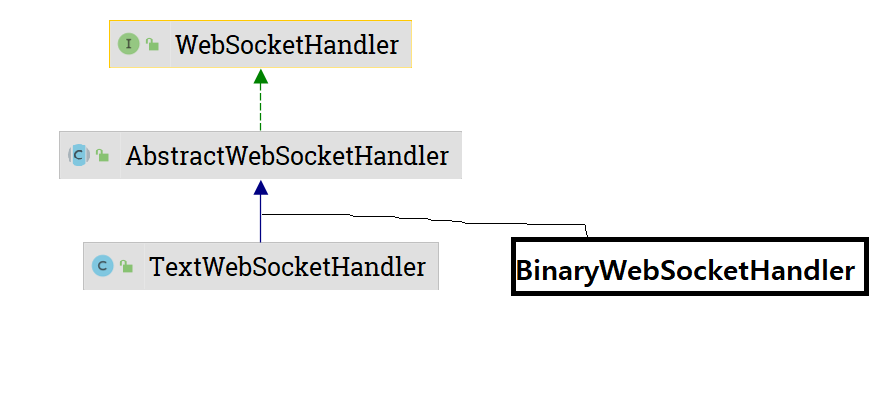 I WebSocketHandler
C AbstractWebSocketHandler
C TextWebSocketHandler
BinaryWebSocketHandler